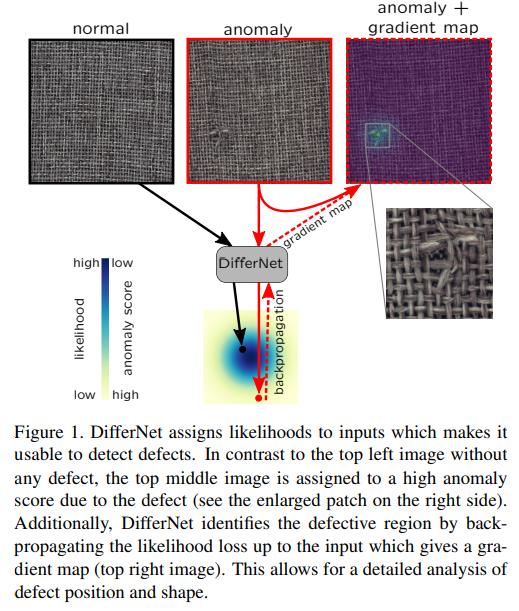 normal
anomaly
anomaly +
gradient map
gradient map
DifferNet
high
low
likelihood
anomaly score
low
high
backpropagation
Figure 1. DifferNet assigns likelihoods to inputs which makes it
usable to detect defects. In contrast to the top left image without
any defect, the top middle image is assigned to a high anomaly
score due to the defect (see the enlarged patch on the right side).
Additionally, DifferNet identifies the defective region by back-
propagating the likelihood loss up to the input which gives a gra-
dient map (top right image). This allows for a detailed analysis of
defect position and shape.